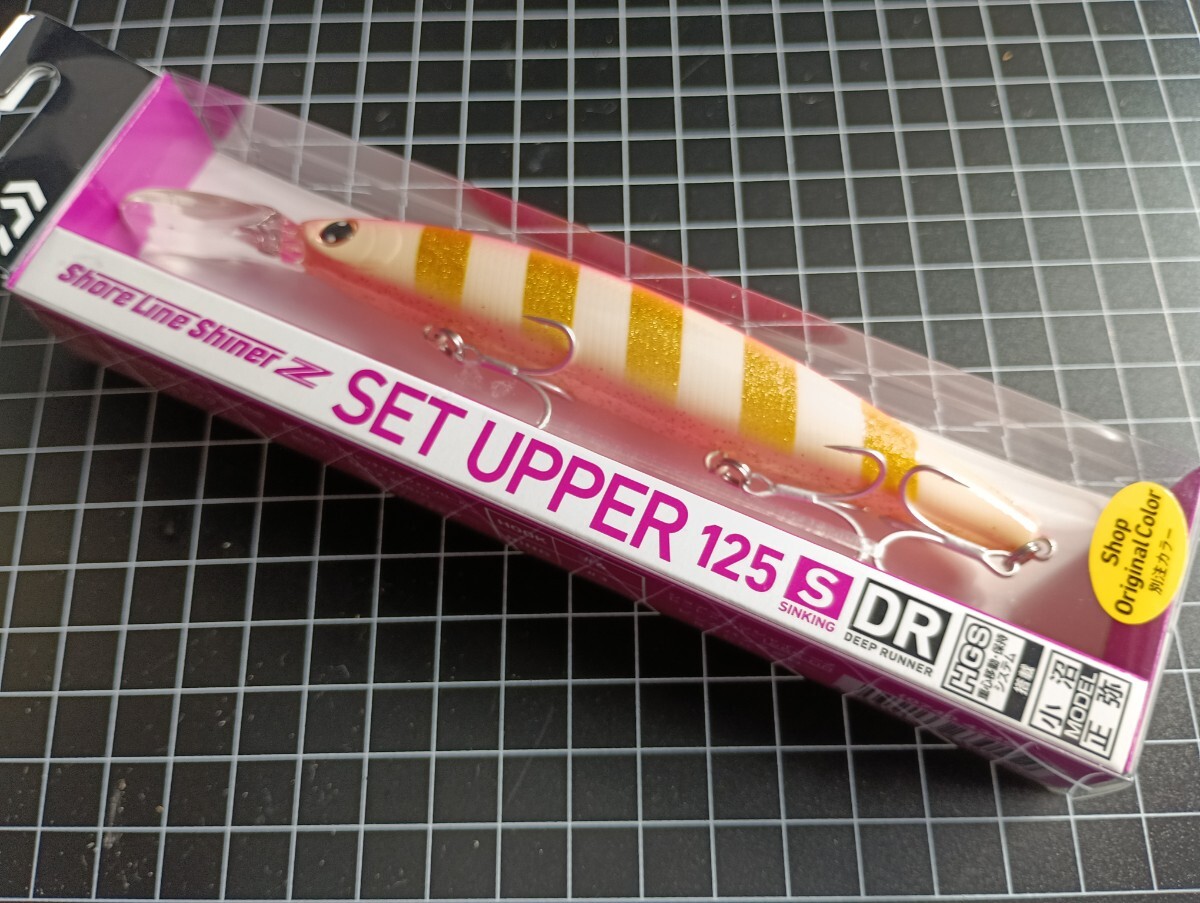 Shore Line Shiner Z
SET UPPER 125 S
SINKING
DR
DEEP RUNNER
HGS
重心移動・保持
システム
搭載
小沼
MODEL
正弥
Shop
Original Color
別注カラー